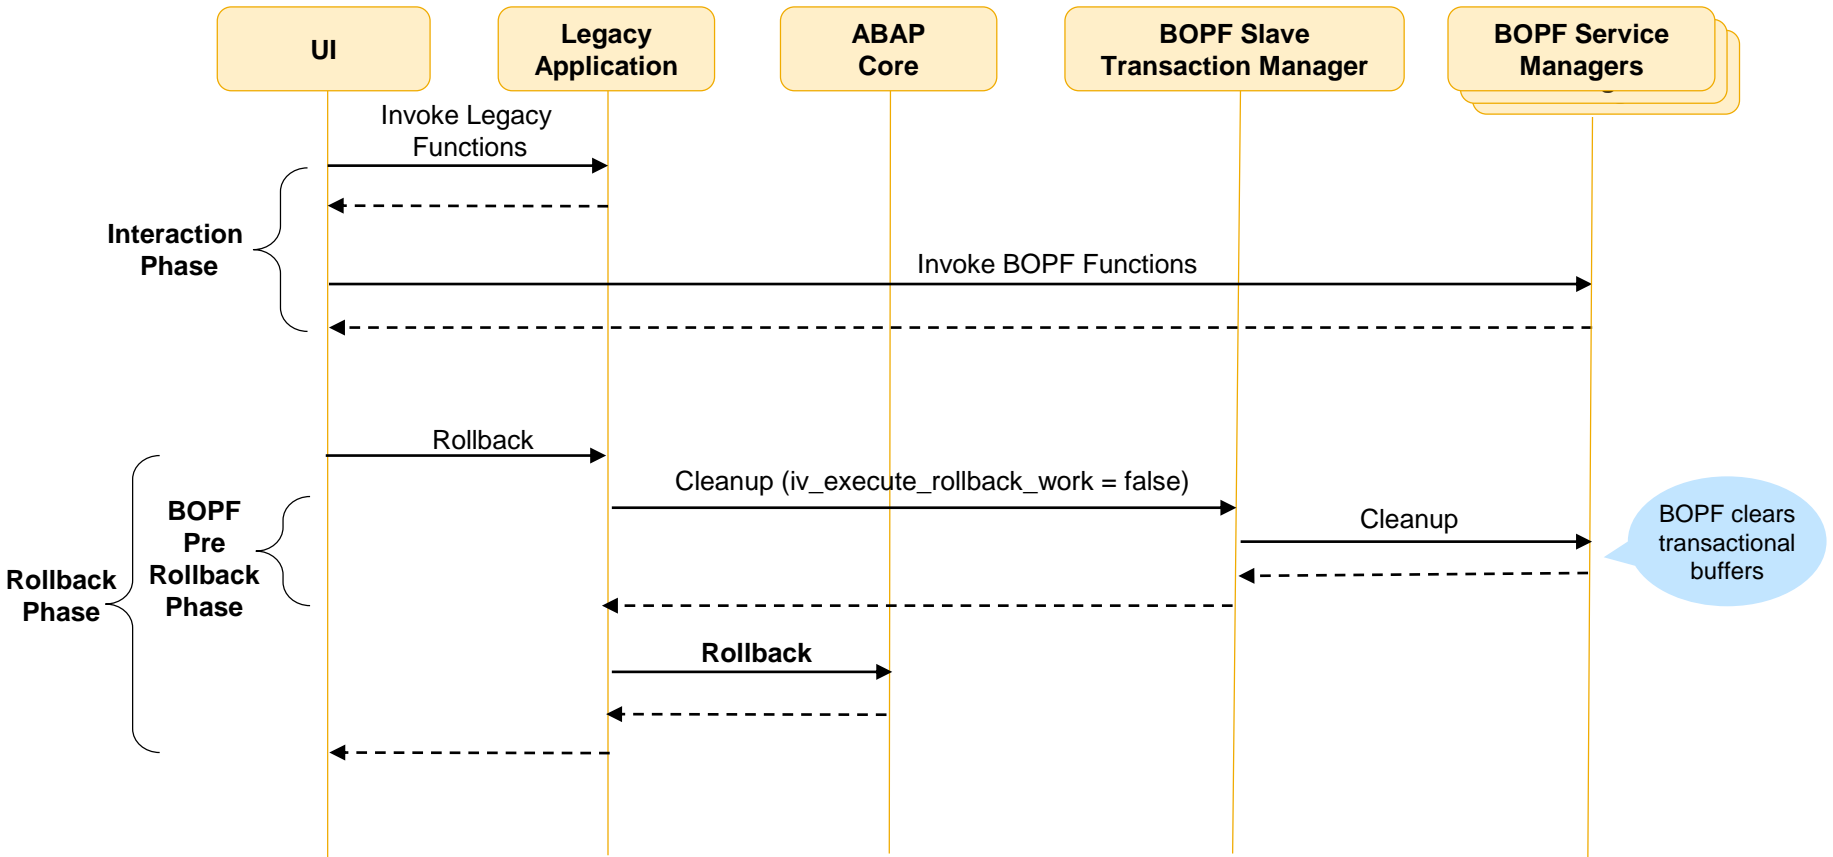 UI
Legacy
Application
ABAP
Core
BOPF Slave
Transaction Manager
BOPF Service
Managers
Invoke Legacy
Functions
Interaction
Phase
Invoke BOPF Functions
Rollback
Cleanup (iv_execute_rollback_work = false)
Cleanup
BOPF clears
transactional
buffers
BOPF
Pre
Rollback
Phase
Rollback
Phase
Rollback